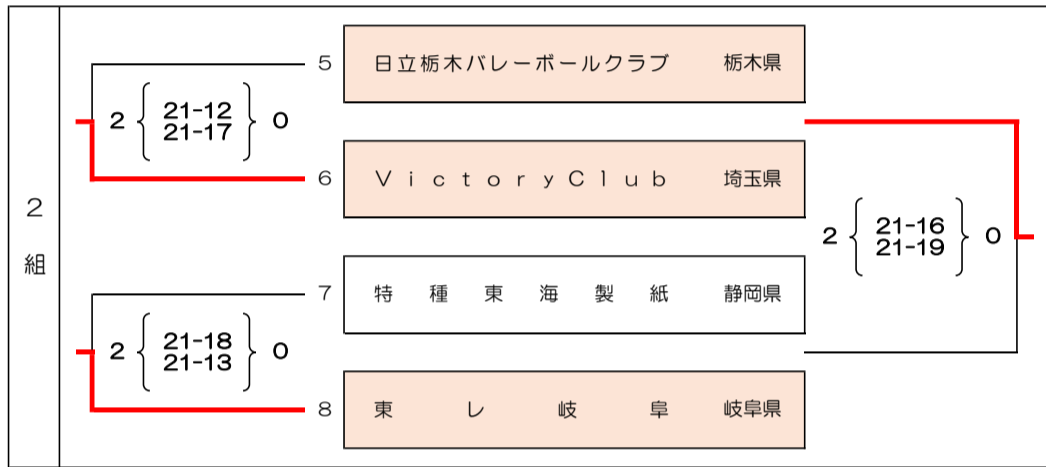 2
組
5 日立栃木バレーボールクラブ 栃木県
2 { 21-12 } 0
21-17
6 ＶｉｃｔｏｒｙＣｌｕｂ 埼玉県
2 { 21-16 } 0
21-19
7 特種東海製紙 静岡県
2 { 21-18 } 0
21-13
8 東レ岐阜 岐阜県